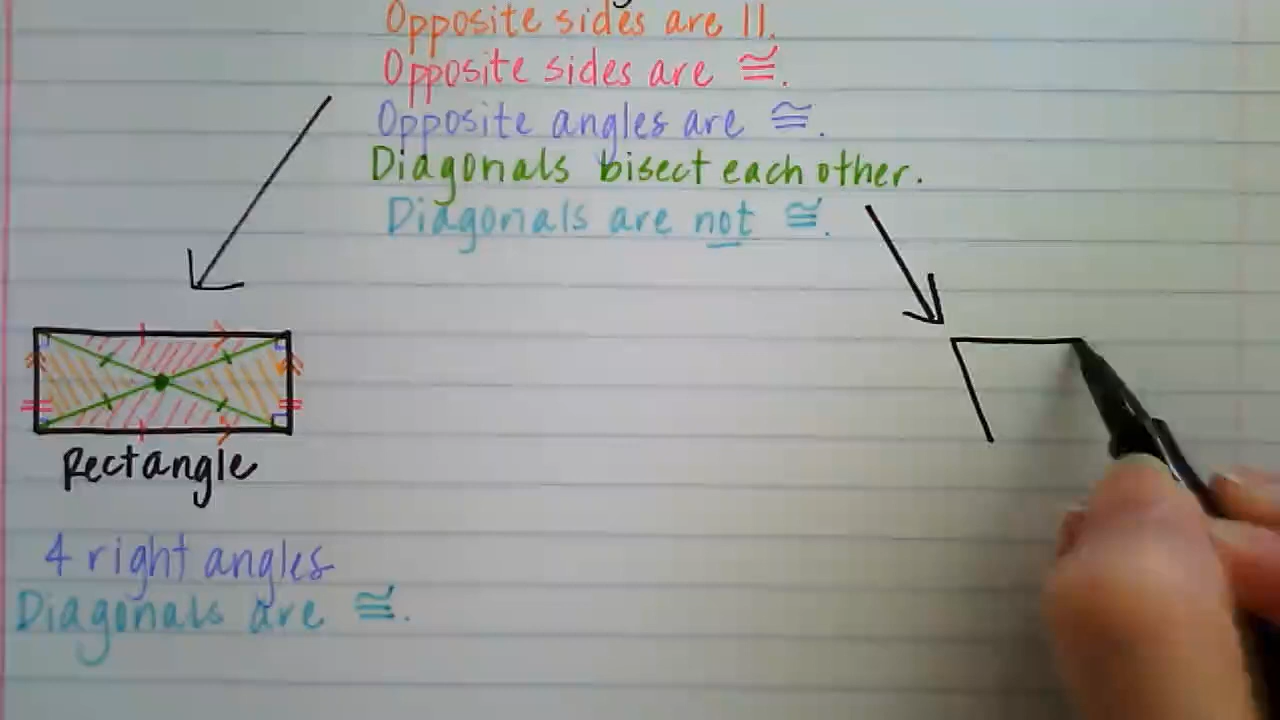 Opposite sides are ||.
Opposite sides are ≅.
Opposite angles are ≅.
Diagonals bisect each other.
Diagonals are not ≅.
Rectangle
4 right angles
Diagonals are ≅.